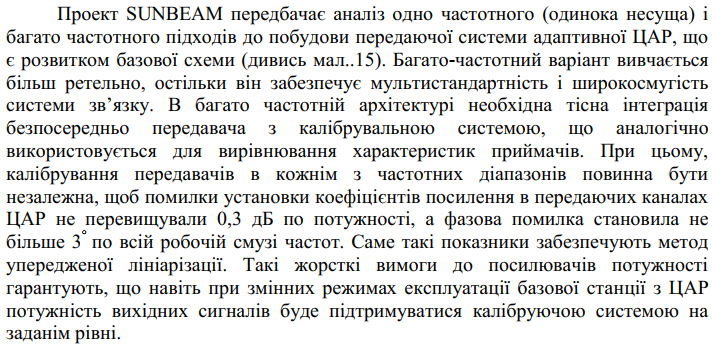 Проект SUNBEAM передбачає аналіз одно частотного (одинока несуща) і
багато частотного підходів до побудови передаючої системи адаптивної ЦАР, що
є розвитком базової схеми (дивись мал..15). Багато-частотний варіант вивчається
більш ретельно, остільки він забезпечує мультистандартність і широкосмугість
системи зв’язку. В багато частотній архітектурі необхідна тісна інтеграція
безпосередньо передавача з калібрувальною системою, що аналогічно
використовується для вирівнювання характеристик приймачів. При цьому,
калібрування передавачів в кожнім з частотних діапазонів повинна бути
незалежна, щоб помилки установки коефіцієнтів посилення в передаючих каналах
ЦАР не перевищували 0,3 дБ по потужності, а фазова помилка становила не
більше 3° по всій робочій смузі частот. Саме такі показники забезпечують метод
упередженої лініаризації. Такі жорсткі вимоги до посилювачів потужності
гарантують, що навіть при змінних режимах експлуатації базової станції з ЦАР
потужність вихідних сигналів буде підтримуватися калібруючою системою на
заданім рівні.